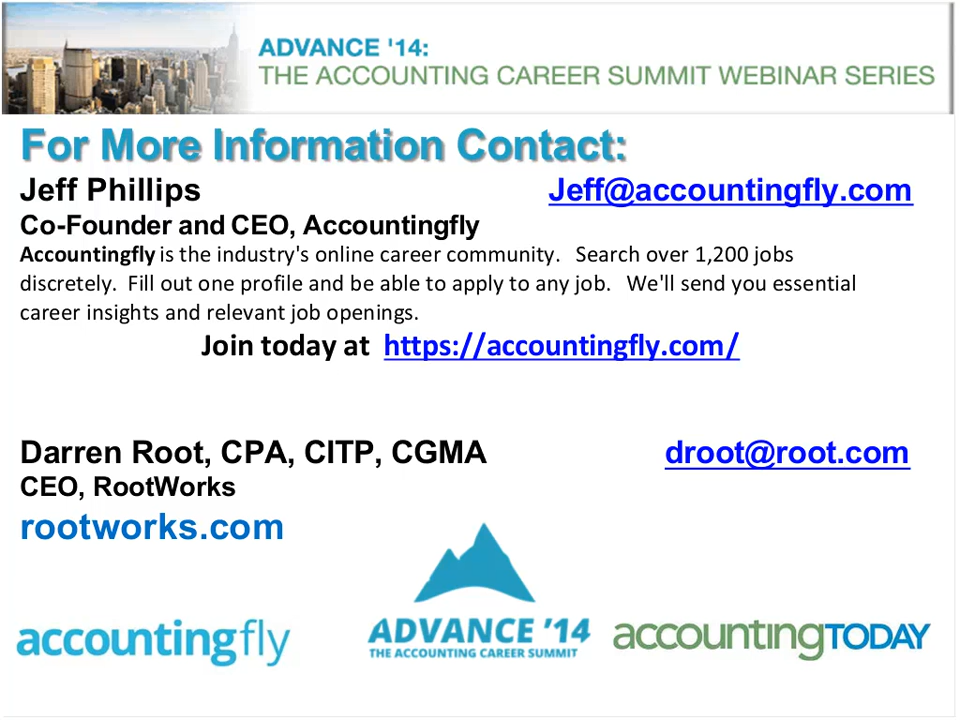 ADVANCE '14:
THE ACCOUNTING CAREER SUMMIT WEBINAR SERIES
For More Information Contact:
Jeff Phillips Jeff@accountingfly.com
Co-Founder and CEO, Accountingfly
Accountingfly is the industry's online career community. Search over 1,200 jobs
discretely. Fill out one profile and be able to apply to any job. We'll send you essential
career insights and relevant job openings.
Join today at https://accountingfly.com/
Darren Root, CPA, CITP, CGMA droot@root.com
CEO, RootWorks
rootworks.com
accountingfly
ADVANCE '14
THE ACCOUNTING CAREER SUMMIT
accountingTODAY